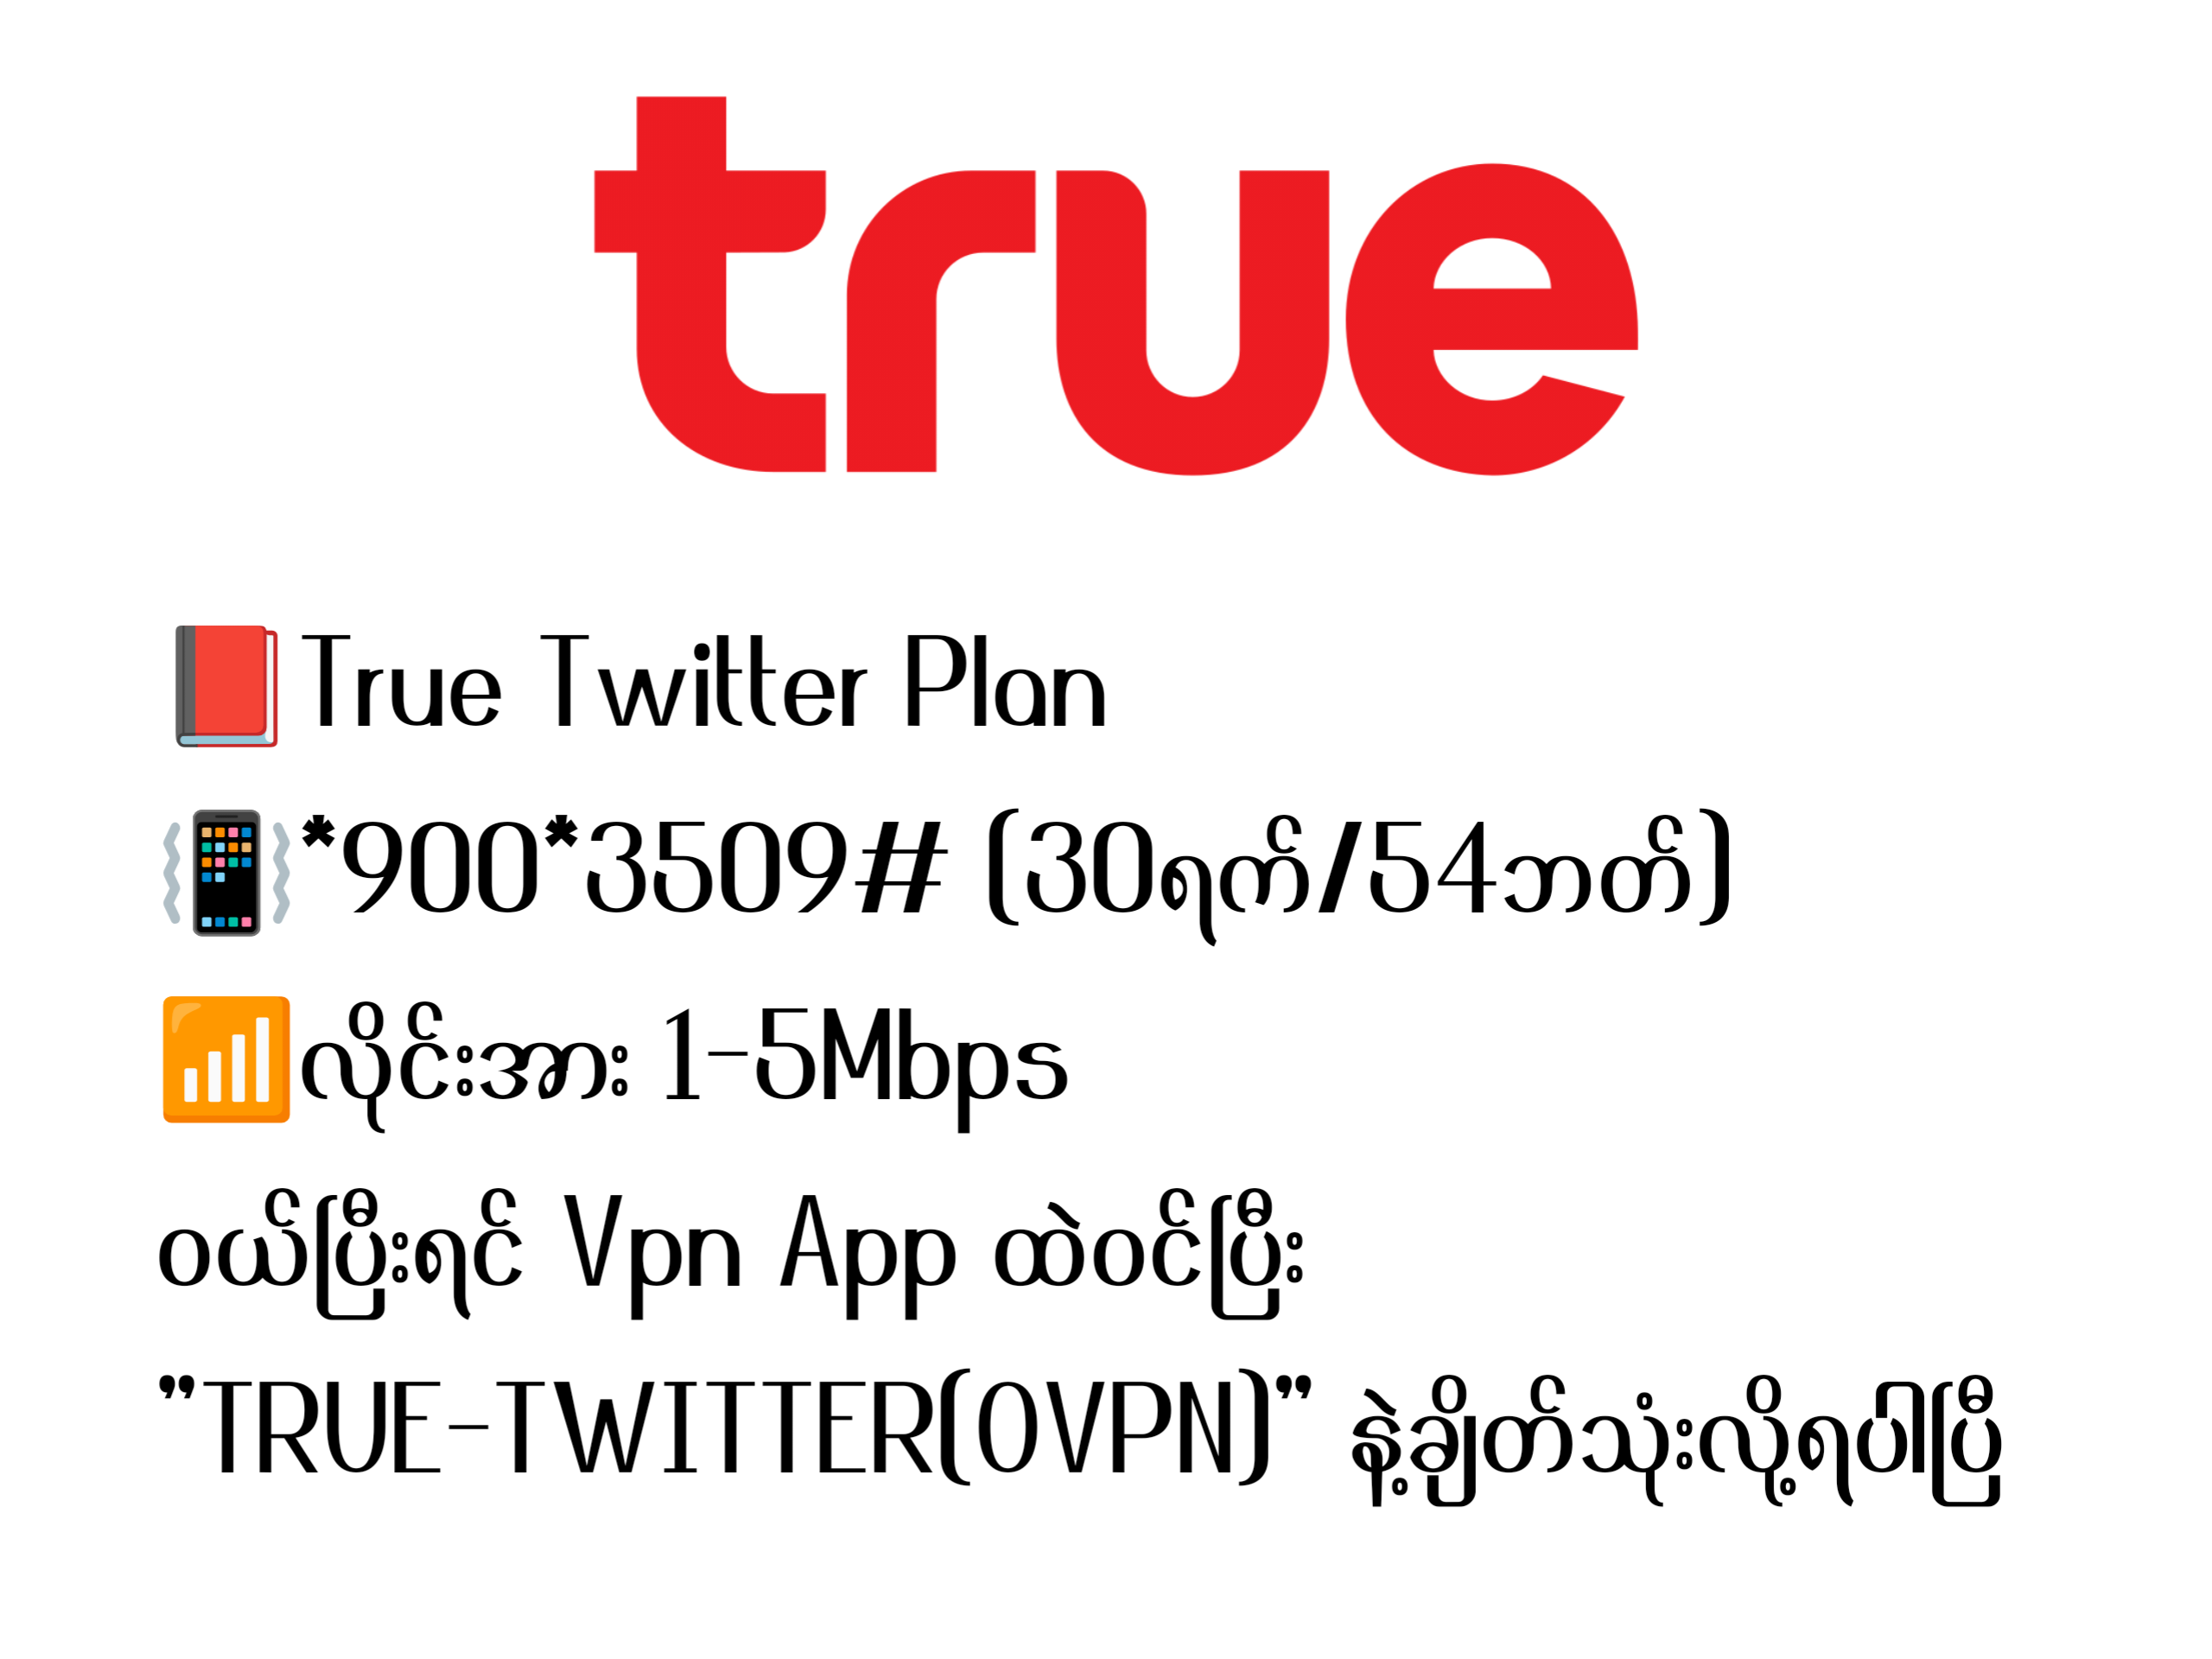 true
📕True Twitter Plan
📳*900*3509# (30ရက်/54ဘတ်)
📶လိုင်းအား 1-5Mbps
ဝယ်ပြီးရင် Vpn App ထဲဝင်ပြီး
"TRUE-TWITTER(OVPN)" နဲ့ချိတ်သုံးလို့ရပါပြီ